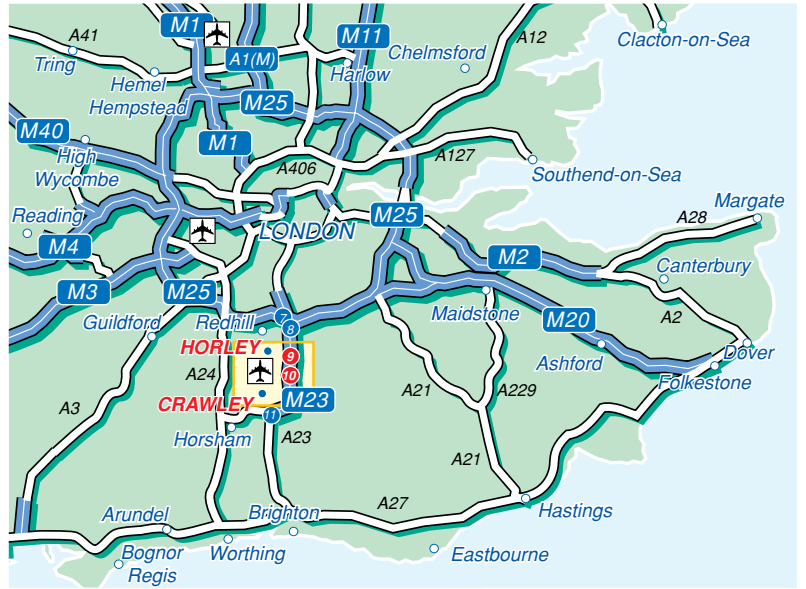 M1
A41
M11
A12
Clacton-on-Sea
Tring
A1(M)
Chelmsford
Hemel
Hempstead
Harlow
M25
M40
M1
High
Wycombe
A406
A127
Southend-on-Sea
Reading
M25
Margate
A28
LONDON
M4
M2
Canterbury
M3
M25
Maidstone
A2
Guildford
Redhill
7
8
M20
HORLEY
9
Dover
Ashford
A24
10
A21
A229
Folkestone
CRAWLEY
M23
A3
11
Horsham
A23
A21
A27
Hastings
Arundel
Brighton
Bognor
Regis
Worthing
Eastbourne